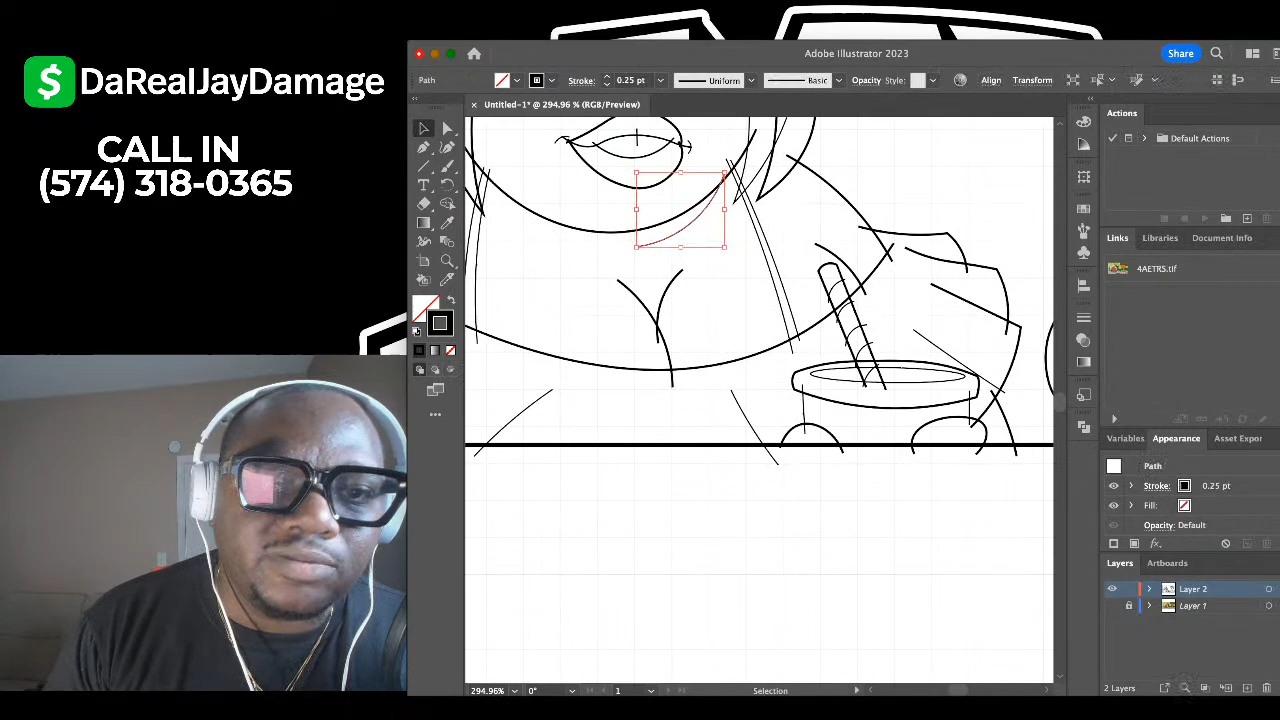 $ DaRealJayDamage
CALL IN
(574) 318-0365
Adobe Illustrator 2023
Share
Path
Stroke:
0.25 pt
Uniform
Basic
Opacity
Style:
Align
Transform
× Untitled-1* @ 294.96 % (RGB/Preview)
Actions
Default Actions
Links
Libraries
Document Info
4AETRS.tif
Variables
Appearance
Asset Expor
Path
Stroke:
0.25 pt
Fill:
Opacity: Default
fx.
Layers
Artboards
Layer 2
Layer 1
2 Layers
294.96%
0°
1
Selection